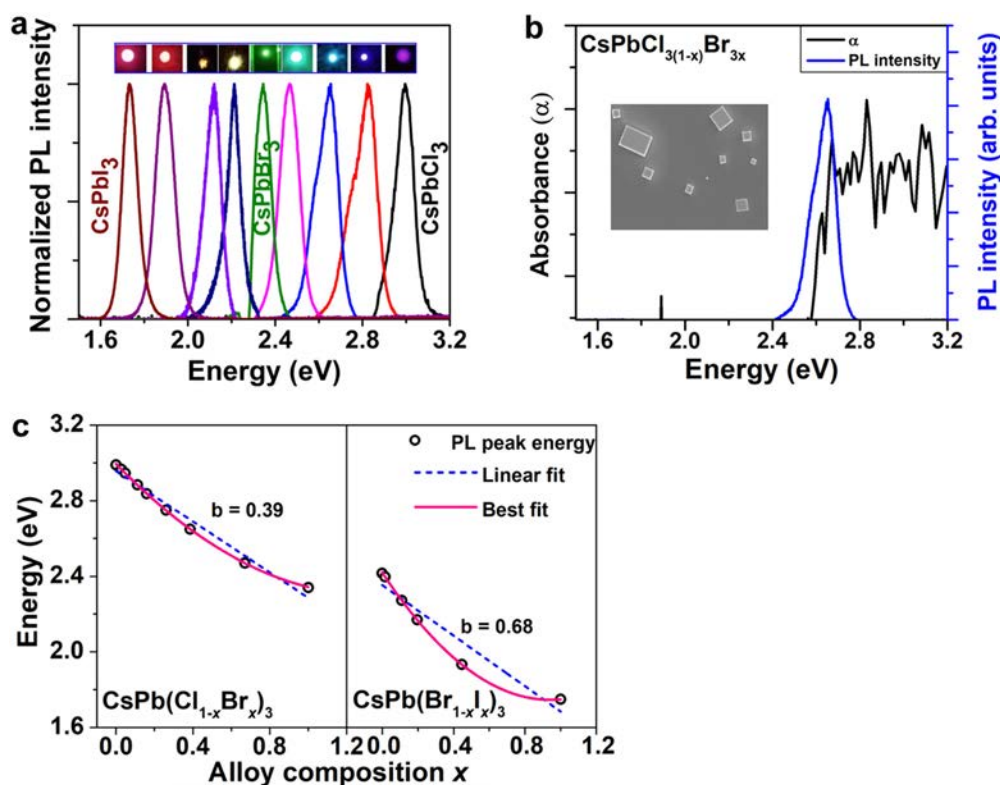 a
Normalized PL intensity
CsPbI3
CsPbBr3
CsPbCl3
1.6 2.0 2.4 2.8 3.2
Energy (eV)
b
CsPbCl3(1-x)Br3x
α
PL intensity
Absorbance (α)
PL intensity (arb. units)
1.6 2.0 2.4 2.8 3.2
Energy (eV)
c
3.2
2.8
2.4
2.0
1.6
Energy (eV)
b = 0.39
CsPb(Cl1-xBrx)3
PL peak energy
Linear fit
Best fit
b = 0.68
CsPb(Br1-xIx)3
0.0 0.4 0.8 1.2 0.0 0.4 0.8 1.2
Alloy composition x